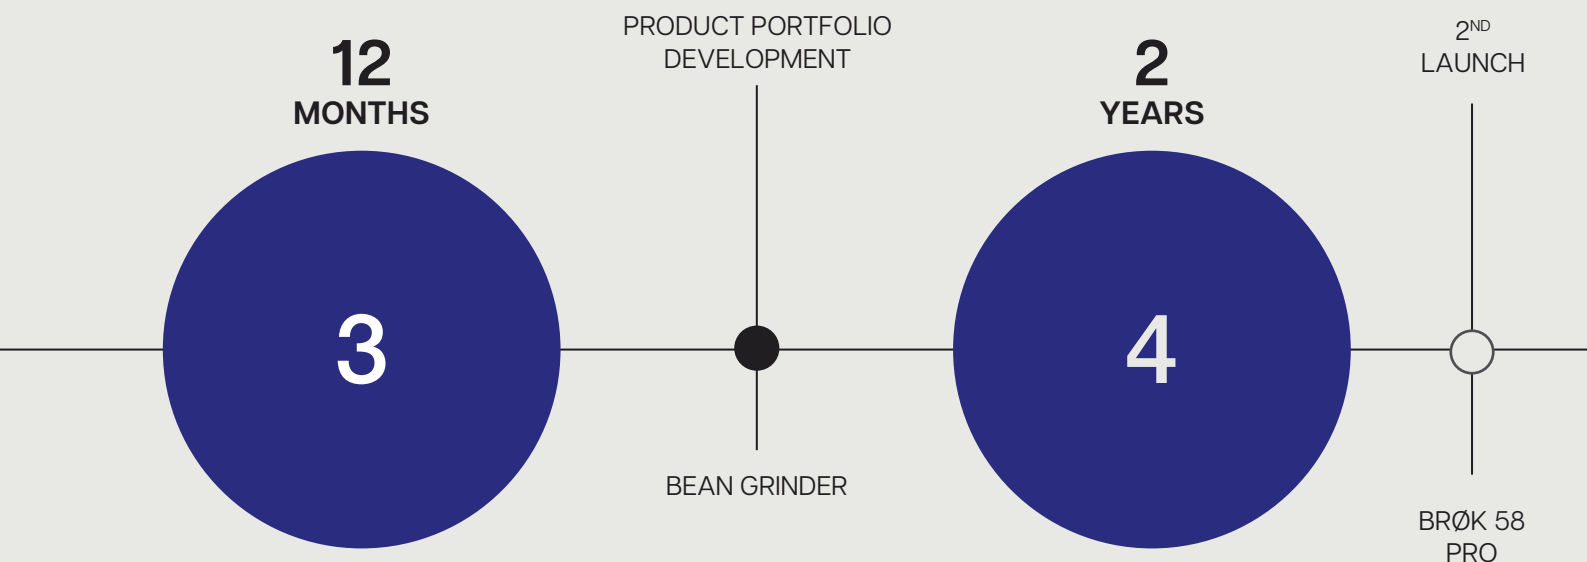 12
MONTHS
3
PRODUCT PORTFOLIO
DEVELOPMENT
BEAN GRINDER
2
YEARS
4
2ND
LAUNCH
BRØK 58
PRO